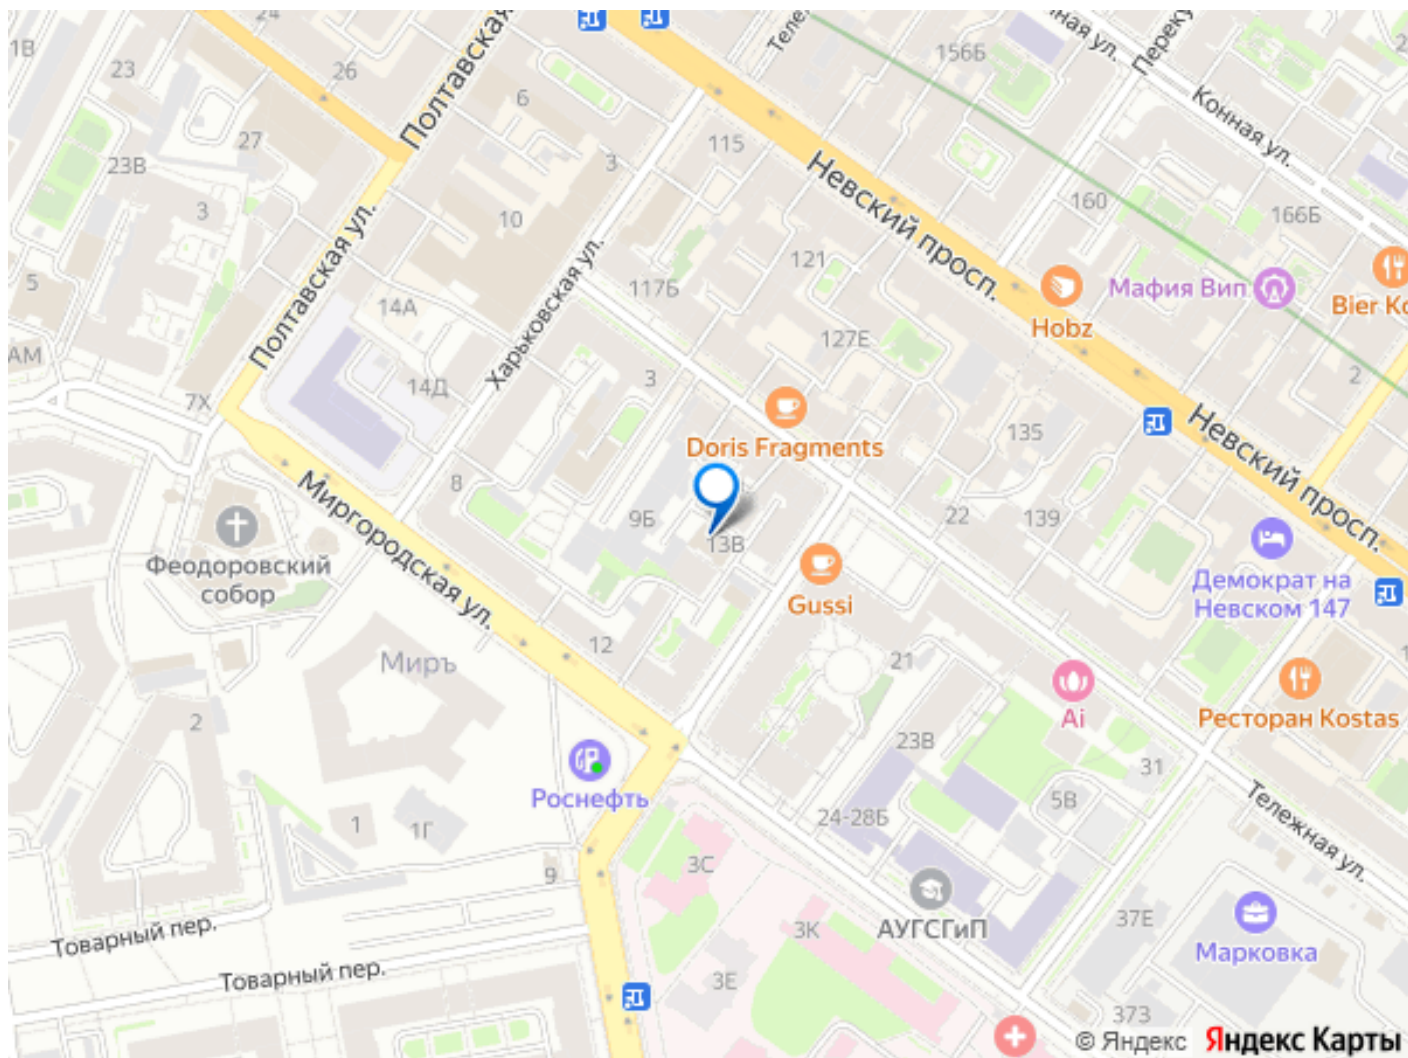 1В
24
23
26
27
23В
3
5
АМ
7Х
Полтавская
Полтавская ул.
6
3
10
14А
14Д
Харьковская ул.
115
117Б
121
127Е
3
Невский просп.
156Б
Конная ул.
160
166Б
Мафия Вип
Hobz
2
135
139
22
Невский просп.
Doris Fragments
8
9Б
13В
Gussi
Феодоровский
собор
Миргородская ул.
12
Миръ
2
1
1Г
9
Роснефть
Товарный пер.
Товарный пер.
3С
3К
3Е
21
23В
24-28Б
5В
31
Ai
Демократ на
Невском 147
Ресторан Kostas
Тележная ул.
АУГСГиП
37Е
Марковка
373
© Яндекс Яндекс Карты